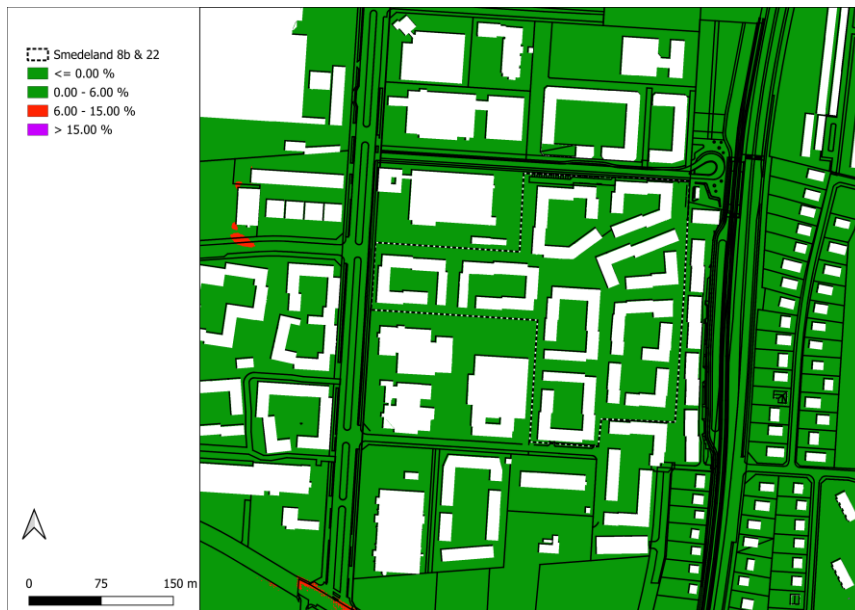 Smedeland 8b & 22
<= 0.00 %
0.00 - 6.00 %
6.00 - 15.00 %
> 15.00 %
0 75 150 m